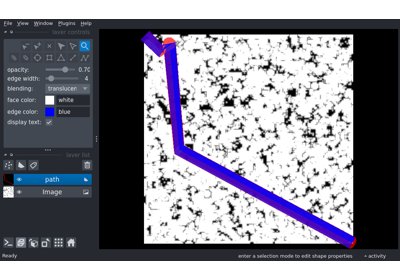 File View Window Plugins Help
layer controls
opacity: 0.70
edge width: 4
blending: translucen
face color: white
edge color: blue
display text:
layer list
path
Image
Ready enter a selection mode to edit shape properties activity